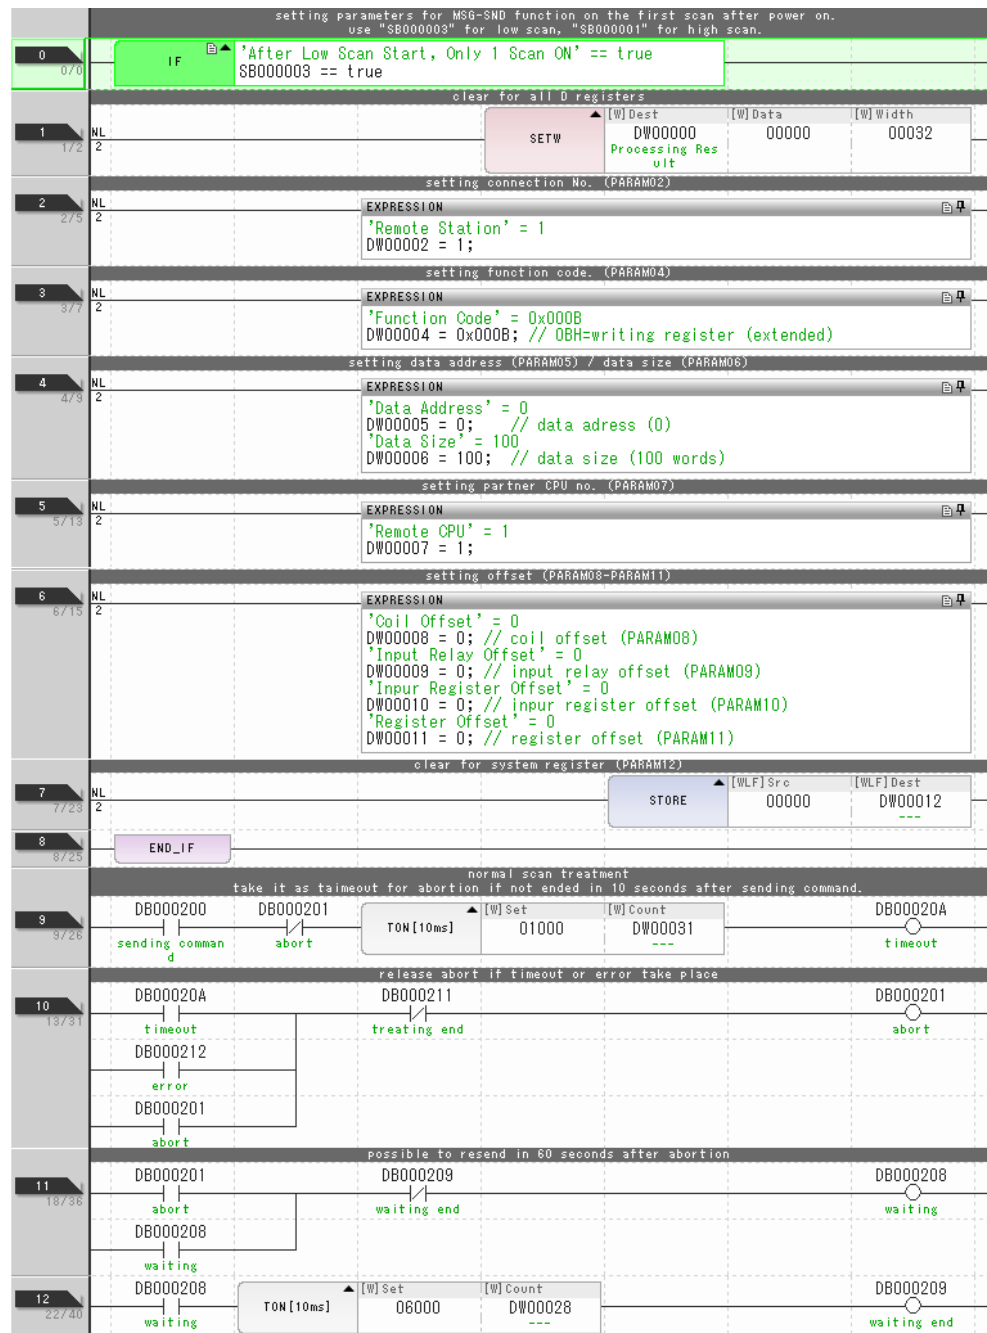 setting parameters for MSG-SND function on the first scan after power on.
use "SB000003" for low scan, "SB000001" for high scan.
0
0/0
IF
'After Low Scan Start, Only 1 Scan ON' == true
SB000003 == true
clear for all D registers
1
1/2
NL
2
SETW
[W]Dest
DW00000
Processing Res
ult
[W]Data
00000
[W]Width
00032
setting connection No. (PARAM02)
2
2/5
NL
2
EXPRESSION
'Remote Station' = 1
DW00002 = 1;
setting function code. (PARAM04)
3
3/7
NL
2
EXPRESSION
'Function Code' = 0x000B
DW00004 = 0x000B; // 0BH=writing register (extended)
setting data address (PARAM05) / data size (PARAM06)
4
4/9
NL
2
EXPRESSION
'Data Address' = 0
DW00005 = 0; // data adress (0)
'Data Size' = 100
DW00006 = 100; // data size (100 words)
setting partner CPU no. (PARAM07)
5
5/13
NL
2
EXPRESSION
'Remote CPU' = 1
DW00007 = 1;
setting offset (PARAM08-PARAM11)
6
6/15
NL
2
EXPRESSION
'Coil Offset' = 0
DW00008 = 0; // coil offset (PARAM08)
'Input Relay Offset' = 0
DW00009 = 0; // input relay offset (PARAM09)
'Inpur Register Offset' = 0
DW00010 = 0; // inpur register offset (PARAM10)
'Register Offset' = 0
DW00011 = 0; // register offset (PARAM11)
clear for system register (PARAM12)
7
7/23
NL
2
STORE
[WLF]Src
00000
[WLF]Dest
DW00012
---
8
8/25
END_IF
normal scan treatment
take it as taimeout for abortion if not ended in 10 seconds after sending command.
9
9/26
DB000200
sending comman
d
DB000201
abort
TON[10ms]
[W]Set
01000
[W]Count
DW00031
---
DB00020A
timeout
release abort if timeout or error take place
10
13/31
DB00020A
timeout
DB000211
treating end
DB000201
abort
DB000212
error
DB000201
abort
possible to resend in 60 seconds after abortion
11
18/36
DB000201
abort
DB000209
waiting end
DB000208
waiting
DB000208
waiting
12
22/40
DB000208
waiting
TON[10ms]
[W]Set
06000
[W]Count
DW00028
---
DB000209
waiting end